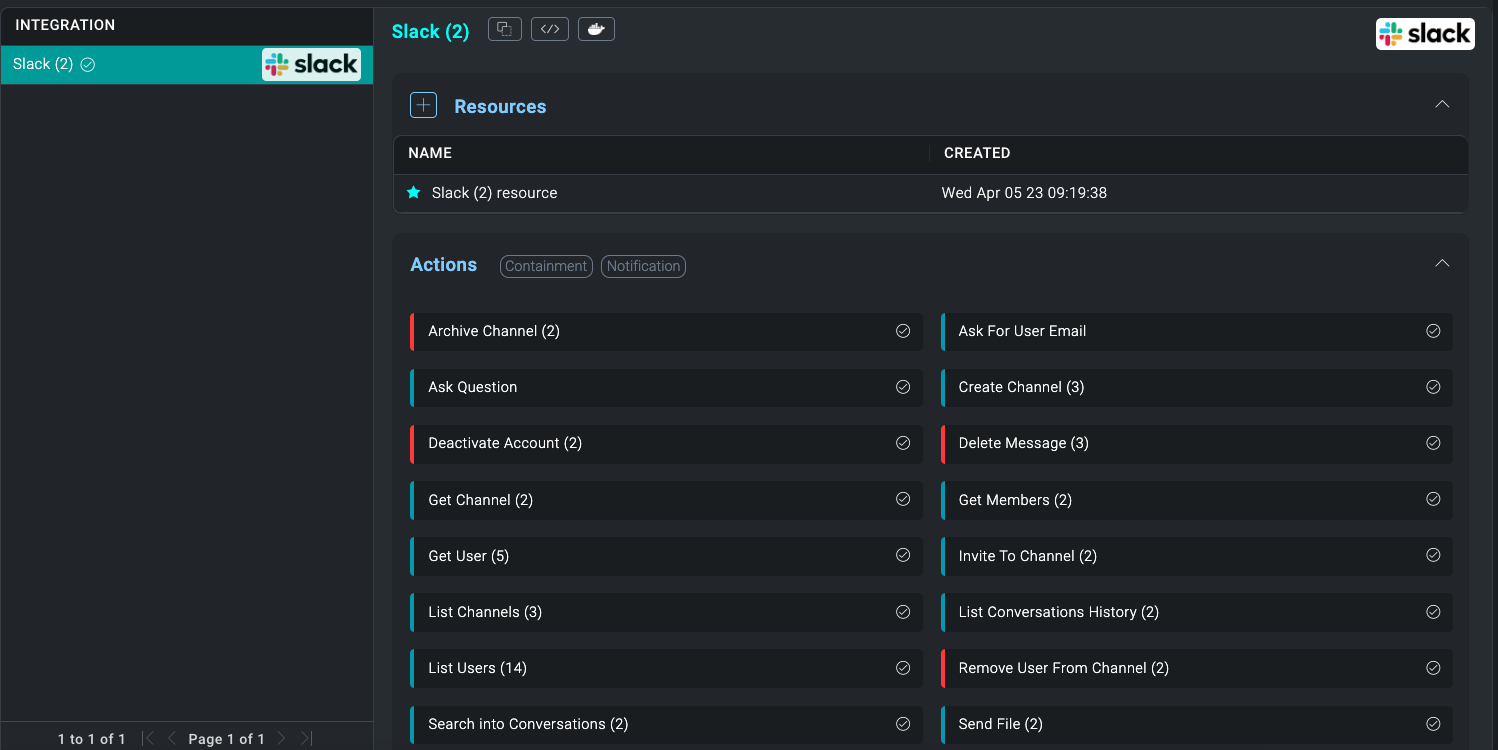 INTEGRATION
Slack (2)
slack
Slack (2)
</>
slack
Resources
NAME CREATED
Slack (2) resource Wed Apr 05 23 09:19:38
Actions Containment Notification
Archive Channel (2) Ask For User Email
Ask Question Create Channel (3)
Deactivate Account (2) Delete Message (3)
Get Channel (2) Get Members (2)
Get User (5) Invite To Channel (2)
List Channels (3) List Conversations History (2)
List Users (14) Remove User From Channel (2)
Search into Conversations (2) Send File (2)
1 to 1 of 1 Page 1 of 1